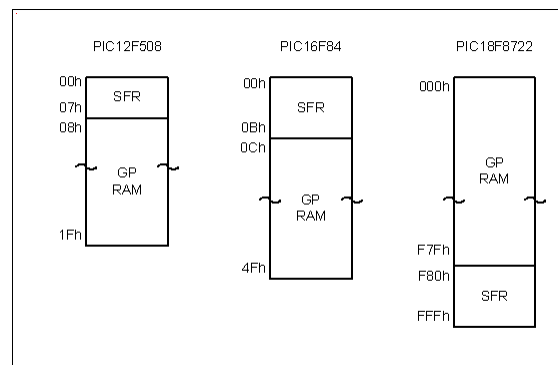 PIC12F508
00h
SFR
07h
08h
GP
RAM
1Fh
PIC16F84
00h
SFR
0Bh
0Ch
GP
RAM
4Fh
PIC18F8722
000h
GP
RAM
F7Fh
F80h
SFR
FFFh